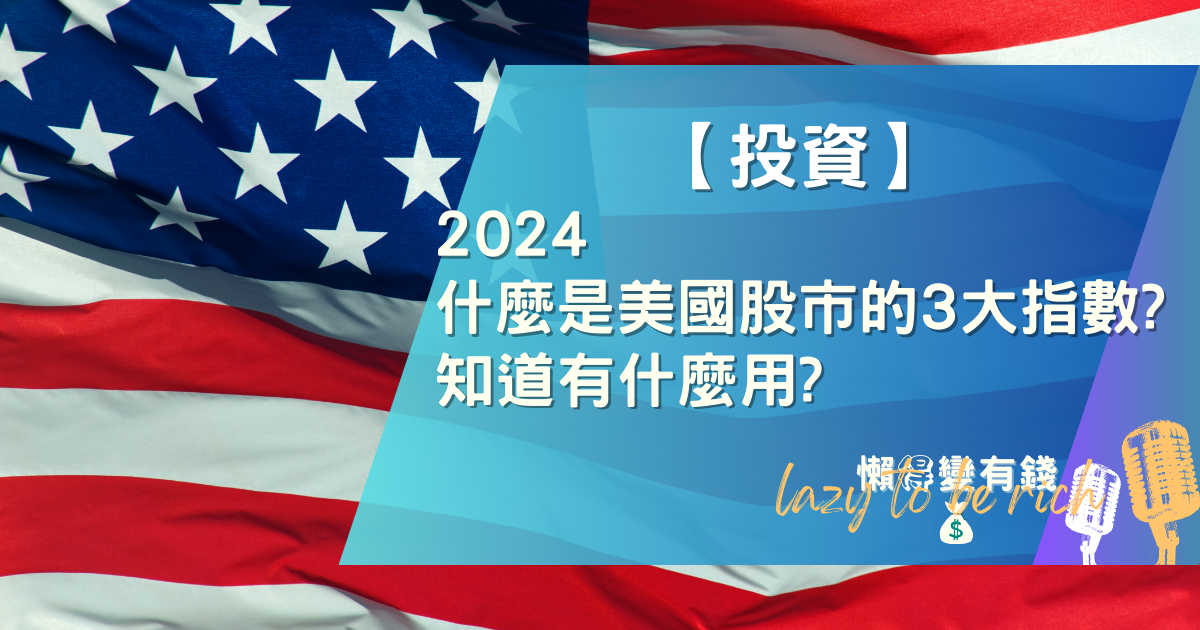 【投資】
2024
什麼是美國股市的3大指數?
知道有什麼用?
懶得變有錢
lazy to be rich
$